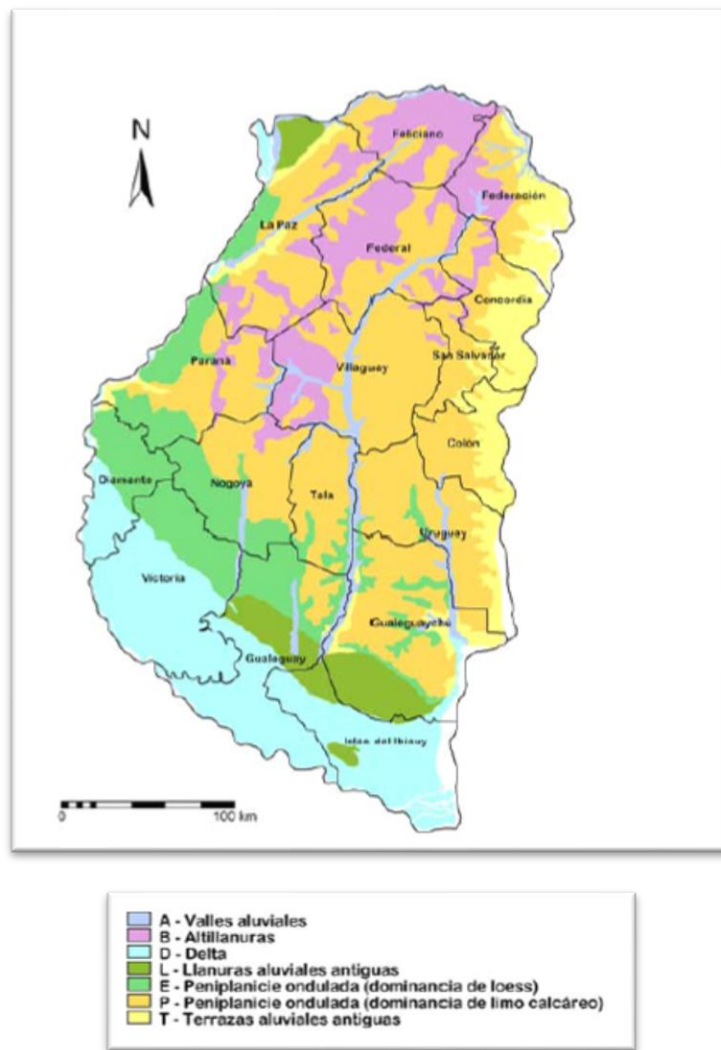 N
Feliciano
Federación
La Paz
Federal
Concordia
San Salvador
Paraná
Villaguay
Colón
Diamante
Nogoyá
Tala
Uruguay
Victoria
Gualeguaychú
Gualeguay
Islas del Ibicuy
0 100 km
A - Valles aluviales
B - Altillanuras
D - Delta
L - Llanuras aluviales antiguas
E - Peniplanicie ondulada (dominancia de loess)
P - Peniplanicie ondulada (dominancia de limo calcáreo)
T - Terrazas aluviales antiguas